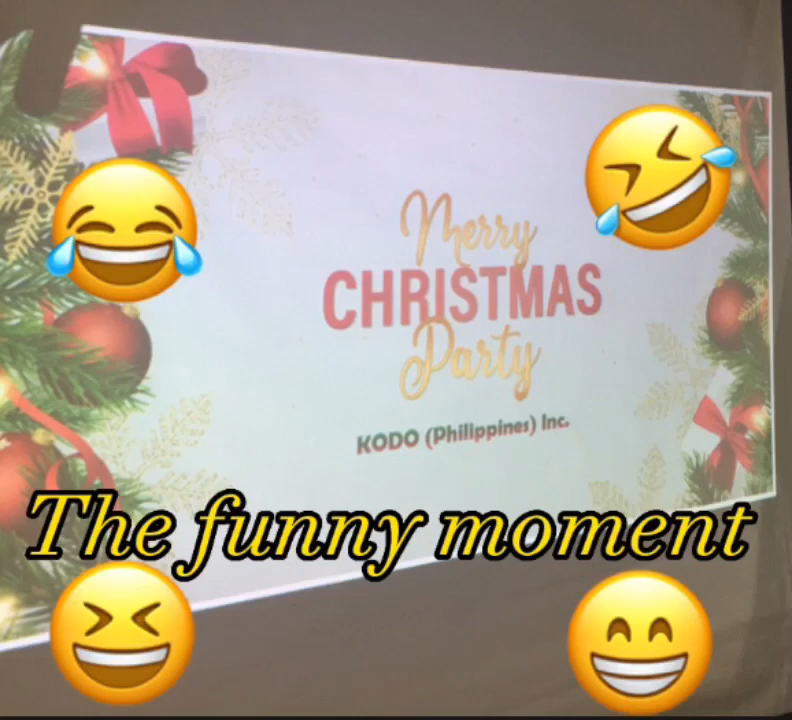 Merry
CHRISTMAS
Party
KODO (Philippines) Inc.
The funny moment